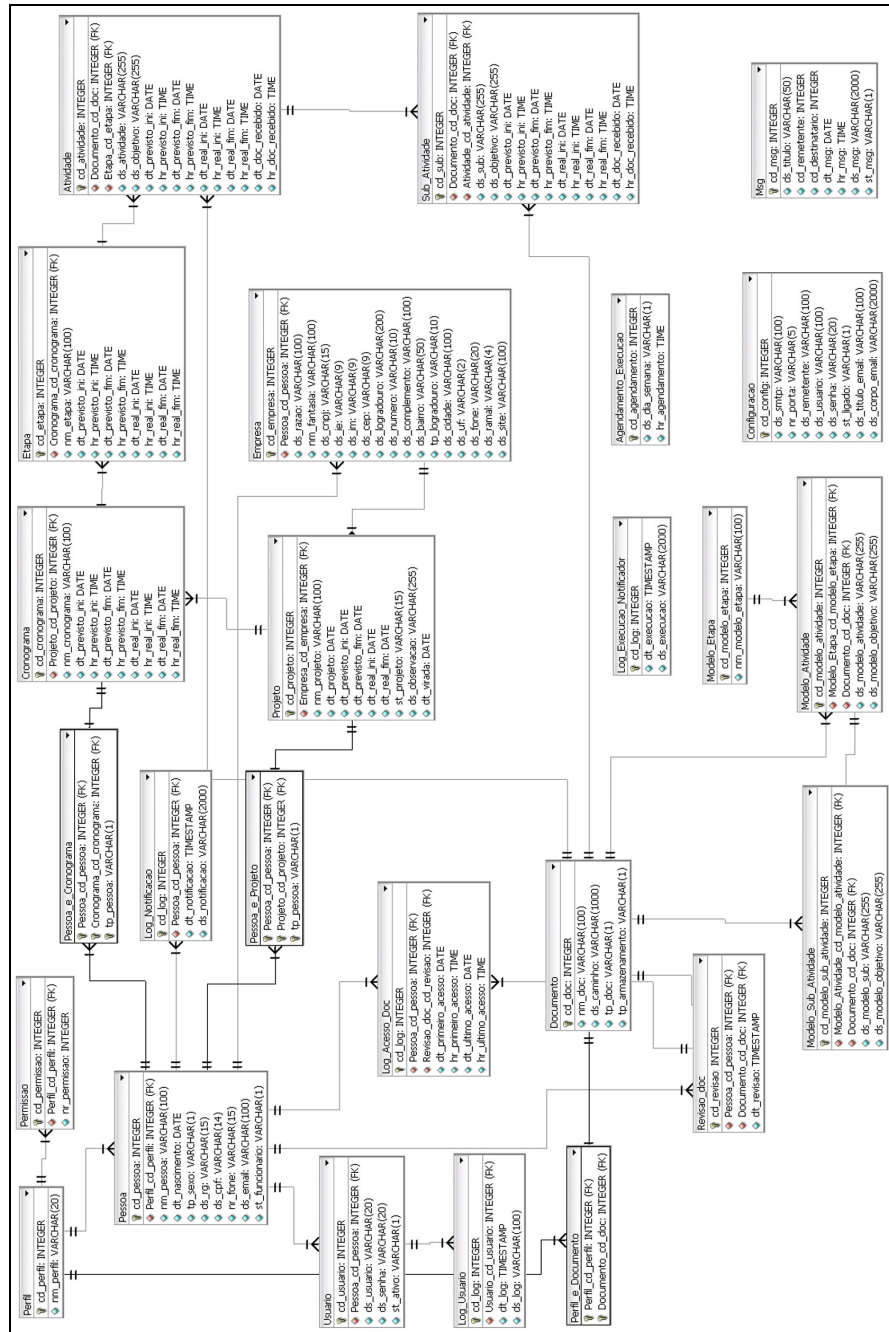 Perfil
cd_perfil: INTEGER
nm_perfil: VARCHAR(20)
Permissao
cd_permissao: INTEGER
Perfil_cd_perfil: INTEGER (FK)
nr_permissao: INTEGER
Pessoa_e_Cronograma
Pessoa_cd_pessoa: INTEGER (FK)
Cronograma_cd_cronograma: INTEGER (FK)
tp_pessoa: VARCHAR(1)
Cronograma
cd_cronograma: INTEGER
Projeto_cd_projeto: INTEGER (FK)
nm_cronograma: VARCHAR(100)
dt_previsto_ini: DATE
hr_previsto_ini: TIME
dt_previsto_fim: DATE
hr_previsto_fim: TIME
dt_real_ini: DATE
hr_real_ini: TIME
dt_real_fim: DATE
hr_real_fim: TIME
Etapa
cd_etapa: INTEGER
Cronograma_cd_cronograma: INTEGER (FK)
nm_etapa: VARCHAR(100)
dt_previsto_ini: DATE
hr_previsto_ini: TIME
dt_previsto_fim: DATE
hr_previsto_fim: TIME
dt_real_ini: DATE
hr_real_ini: TIME
dt_real_fim: DATE
hr_real_fim: TIME
Atividade
cd_atividade: INTEGER
Documento_cd_doc: INTEGER (FK)
Etapa_cd_etapa: INTEGER (FK)
ds_atividade: VARCHAR(255)
ds_objetivo: VARCHAR(255)
dt_previsto_ini: DATE
hr_previsto_ini: TIME
dt_previsto_fim: DATE
hr_previsto_fim: TIME
dt_real_ini: DATE
hr_real_ini: TIME
dt_real_fim: DATE
hr_real_fim: TIME
dt_doc_recebido: DATE
hr_doc_recebido: TIME
Pessoa
cd_pessoa: INTEGER
Perfil_cd_perfil: INTEGER (FK)
nm_pessoa: VARCHAR(100)
dt_nascimento: DATE
tp_sexo: VARCHAR(1)
ds_rg: VARCHAR(15)
ds_cpf: VARCHAR(14)
nr_fone: VARCHAR(15)
ds_email: VARCHAR(100)
st_funcionario: VARCHAR(1)
Log_Notificacao
cd_log: INTEGER
Pessoa_cd_pessoa: INTEGER (FK)
dt_notificacao: TIMESTAMP
ds_notificacao: VARCHAR(2000)
Pessoa_e_Projeto
Pessoa_cd_pessoa: INTEGER (FK)
Projeto_cd_projeto: INTEGER (FK)
tp_pessoa: VARCHAR(1)
Projeto
cd_projeto: INTEGER
Empresa_cd_empresa: INTEGER (FK)
nm_projeto: VARCHAR(100)
dt_projeto: DATE
dt_previsto_ini: DATE
dt_previsto_fim: DATE
dt_real_ini: DATE
dt_real_fim: DATE
st_projeto: VARCHAR(15)
ds_observacao: VARCHAR(255)
dt_virada: DATE
Empresa
cd_empresa: INTEGER
Pessoa_cd_pessoa: INTEGER (FK)
ds_razao: VARCHAR(100)
nm_fantasia: VARCHAR(100)
ds_cnpj: VARCHAR(15)
ds_ie: VARCHAR(9)
ds_im: VARCHAR(9)
ds_cep: VARCHAR(9)
ds_logradouro: VARCHAR(200)
ds_numero: VARCHAR(10)
ds_complemento: VARCHAR(100)
ds_bairro: VARCHAR(50)
tp_logradouro: VARCHAR(10)
ds_cidade: VARCHAR(100)
ds_uf: VARCHAR(2)
ds_fone: VARCHAR(20)
ds_ramal: VARCHAR(4)
ds_site: VARCHAR(100)
Sub_Atividade
cd_sub: INTEGER
Documento_cd_doc: INTEGER (FK)
Atividade_cd_atividade: INTEGER (FK)
ds_sub: VARCHAR(255)
ds_objetivo: VARCHAR(255)
dt_previsto_ini: DATE
hr_previsto_ini: TIME
dt_previsto_fim: DATE
hr_previsto_fim: TIME
dt_real_ini: DATE
hr_real_ini: TIME
dt_real_fim: DATE
hr_real_fim: TIME
dt_doc_recebido: DATE
hr_doc_recebido: TIME
Usuario
cd_usuario: INTEGER
Pessoa_cd_pessoa: INTEGER (FK)
ds_usuario: VARCHAR(20)
ds_senha: VARCHAR(20)
st_ativo: VARCHAR(1)
Log_Acesso_Doc
cd_log: INTEGER
Pessoa_cd_pessoa: INTEGER (FK)
Revisao_doc_cd_revisao: INTEGER (FK)
dt_primeiro_acesso: DATE
hr_primeiro_acesso: TIME
dt_ultimo_acesso: DATE
hr_ultimo_acesso: TIME
Log_Usuario
cd_log: INTEGER
Usuario_cd_usuario: INTEGER (FK)
dt_log: TIMESTAMP
ds_log: VARCHAR(100)
Perfil_e_Documento
Perfil_cd_perfil: INTEGER (FK)
Documento_cd_doc: INTEGER (FK)
Documento
cd_doc: INTEGER
nm_doc: VARCHAR(100)
ds_caminho: VARCHAR(1000)
tp_doc: VARCHAR(1)
tp_armazenamento: VARCHAR(1)
Revisao_doc
cd_revisao: INTEGER
Pessoa_cd_pessoa: INTEGER (FK)
Documento_cd_doc: INTEGER (FK)
dt_revisao: TIMESTAMP
Log_Execucao_Notificador
cd_log: INTEGER
dt_execucao: TIMESTAMP
ds_execucao: VARCHAR(2000)
Agendamento_Execucao
cd_agendamento: INTEGER
ds_dia_semana: VARCHAR(1)
hr_agendamento: TIME
Modelo_Etapa
cd_modelo_etapa: INTEGER
nm_modelo_etapa: VARCHAR(100)
Modelo_Sub_Atividade
cd_modelo_sub_atividade: INTEGER
Modelo_Atividade_cd_modelo_atividade: INTEGER (FK)
Documento_cd_doc: INTEGER (FK)
ds_modelo_sub: VARCHAR(255)
ds_modelo_objetivo: VARCHAR(255)
Modelo_Atividade
cd_modelo_atividade: INTEGER
Modelo_Etapa_cd_modelo_etapa: INTEGER (FK)
Documento_cd_doc: INTEGER (FK)
ds_modelo_atividade: VARCHAR(255)
ds_modelo_objetivo: VARCHAR(255)
Configuracao
cd_config: INTEGER
ds_smtp: VARCHAR(100)
nr_porta: VARCHAR(5)
ds_remetente: VARCHAR(100)
ds_usuario: VARCHAR(100)
ds_senha: VARCHAR(20)
st_ligado: VARCHAR(1)
ds_titulo_email: VARCHAR(100)
ds_corpo_email: VARCHAR(2000)
Msg
cd_msg: INTEGER
ds_titulo: VARCHAR(50)
cd_remetente: INTEGER
cd_destinatario: INTEGER
dt_msg: DATE
hr_msg: TIME
ds_msg: VARCHAR(2000)
st_msg: VARCHAR(1)